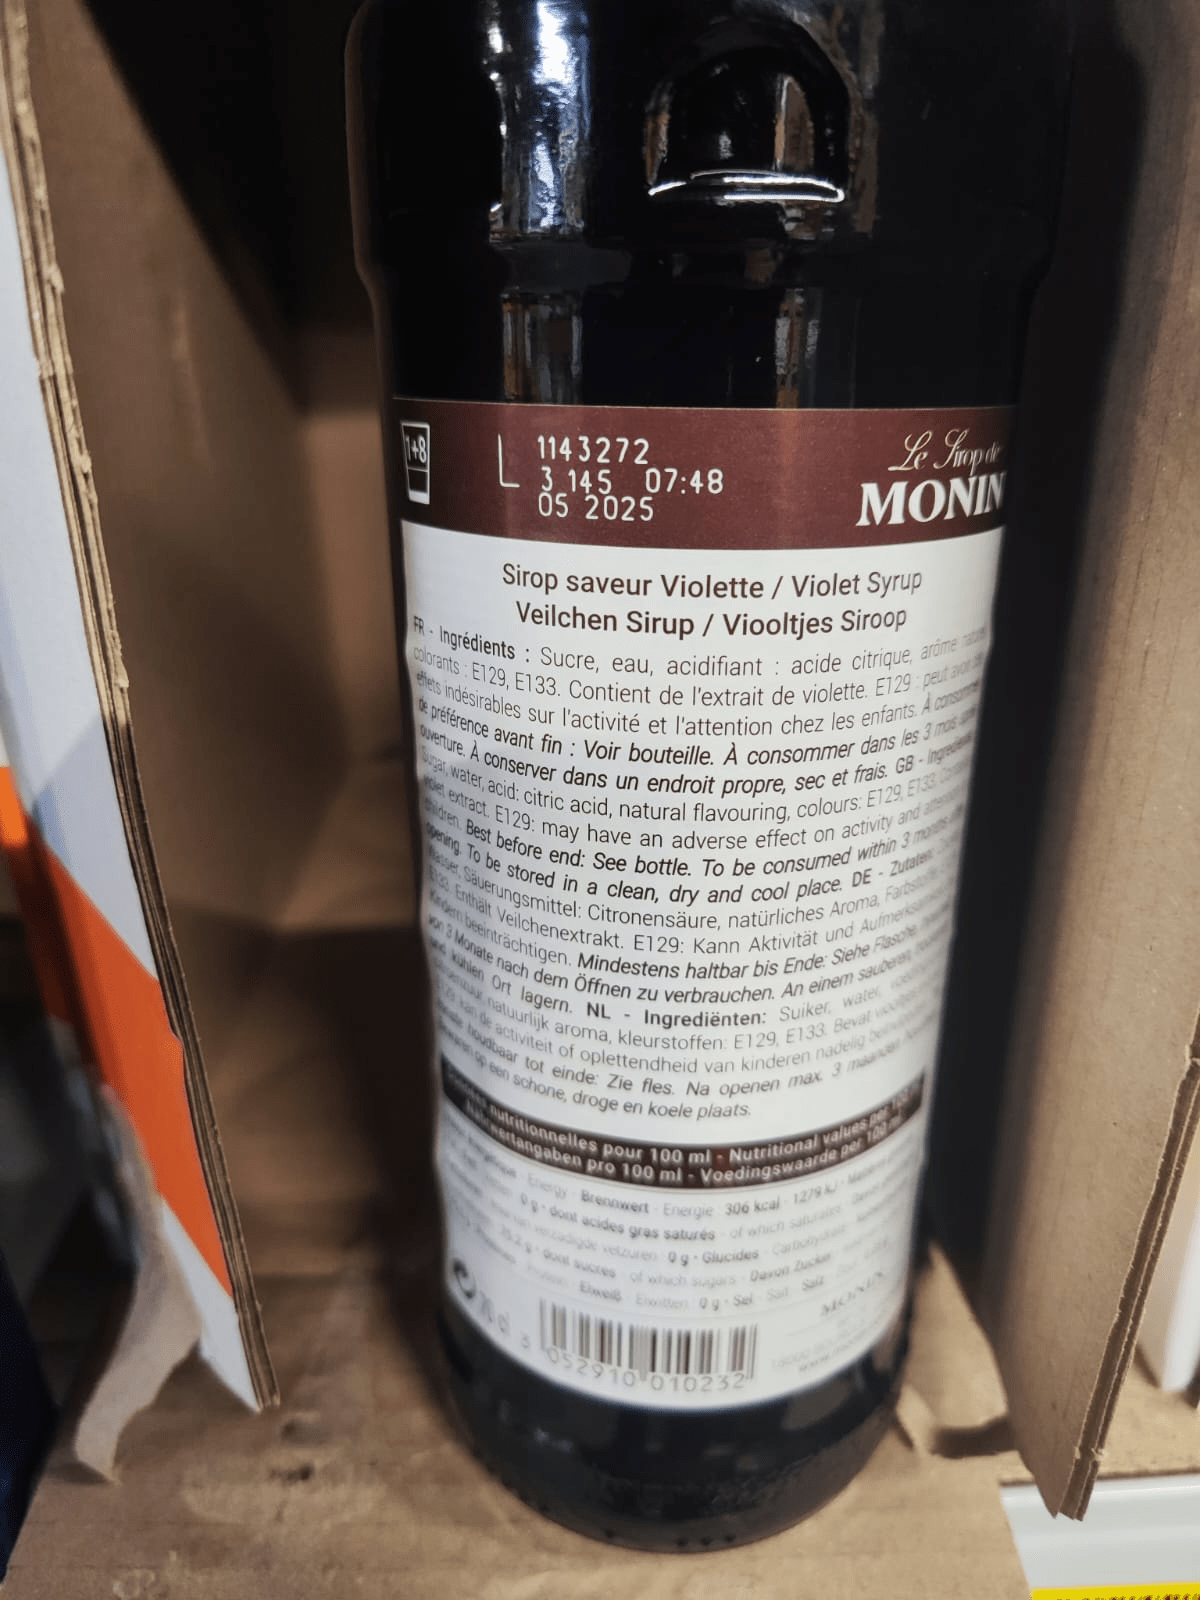 1+8
L 1143272
3 145 07:48
05 2025
Le Sirop de
MONIN
Sirop saveur Violette / Violet Syrup
Veilchen Sirup / Viooltjes Siroop
FR - Ingrédients : Sucre, eau, acidifiant : acide citrique, arôme
colorants : E129, E133. Contient de l'extrait de violette. E129 : peut avoir
effets indésirables sur l'activité et l'attention chez les enfants. À consommer
de préférence avant fin : Voir bouteille. À consommer dans les 3 mois après
ouverture. À conserver dans un endroit propre, sec et frais. GB - Ingredients
Sugar, water, acid: citric acid, natural flavouring, colours: E129, E133.
violet extract. E129: may have an adverse effect on activity and attention
children. Best before end: See bottle. To be consumed within 3 months after
opening. To be stored in a clean, dry and cool place. DE - Zutaten:
Wasser, Säuerungsmittel: Citronensäure, natürliches Aroma, Farbstoffe
E133. Enthält Veilchenextrakt. E129: Kann Aktivität und
Kindern beeinträchtigen. Mindestens haltbar bis Ende: Siehe Flasche.
von 3 Monate nach dem Öffnen zu verbrauchen. An einem sauberen,
und kühlen Ort lagern. NL - Ingrediënten: Suiker, water,
natuurlijk aroma, kleurstoffen: E129, E133. Bevat viooltjes
E129 kan de activiteit of oplettendheid van kinderen nadelig
houdbaar tot einde: Zie fles. Na openen max. 3 maanden
Bewaren op een schone, droge en koele plaats.
nutritionnelles pour 100 ml - Nutritional values per 100
Nährwertangaben pro 100 ml - Voedingswaarde per 100 ml
Energy - Brennwert - Energie : 306 kcal - 1279 kJ -
0 g - dont acides gras saturés - of which saturates
verzadigde vetzuren : 0 g - Glucides - Carbohydrate
dont sucres - of which sugars - Davon Zucker
Eiweiß - Eiwitten : 0 g - Sel - Salt - Salz
MONIN
70 cl
3 052910 010232